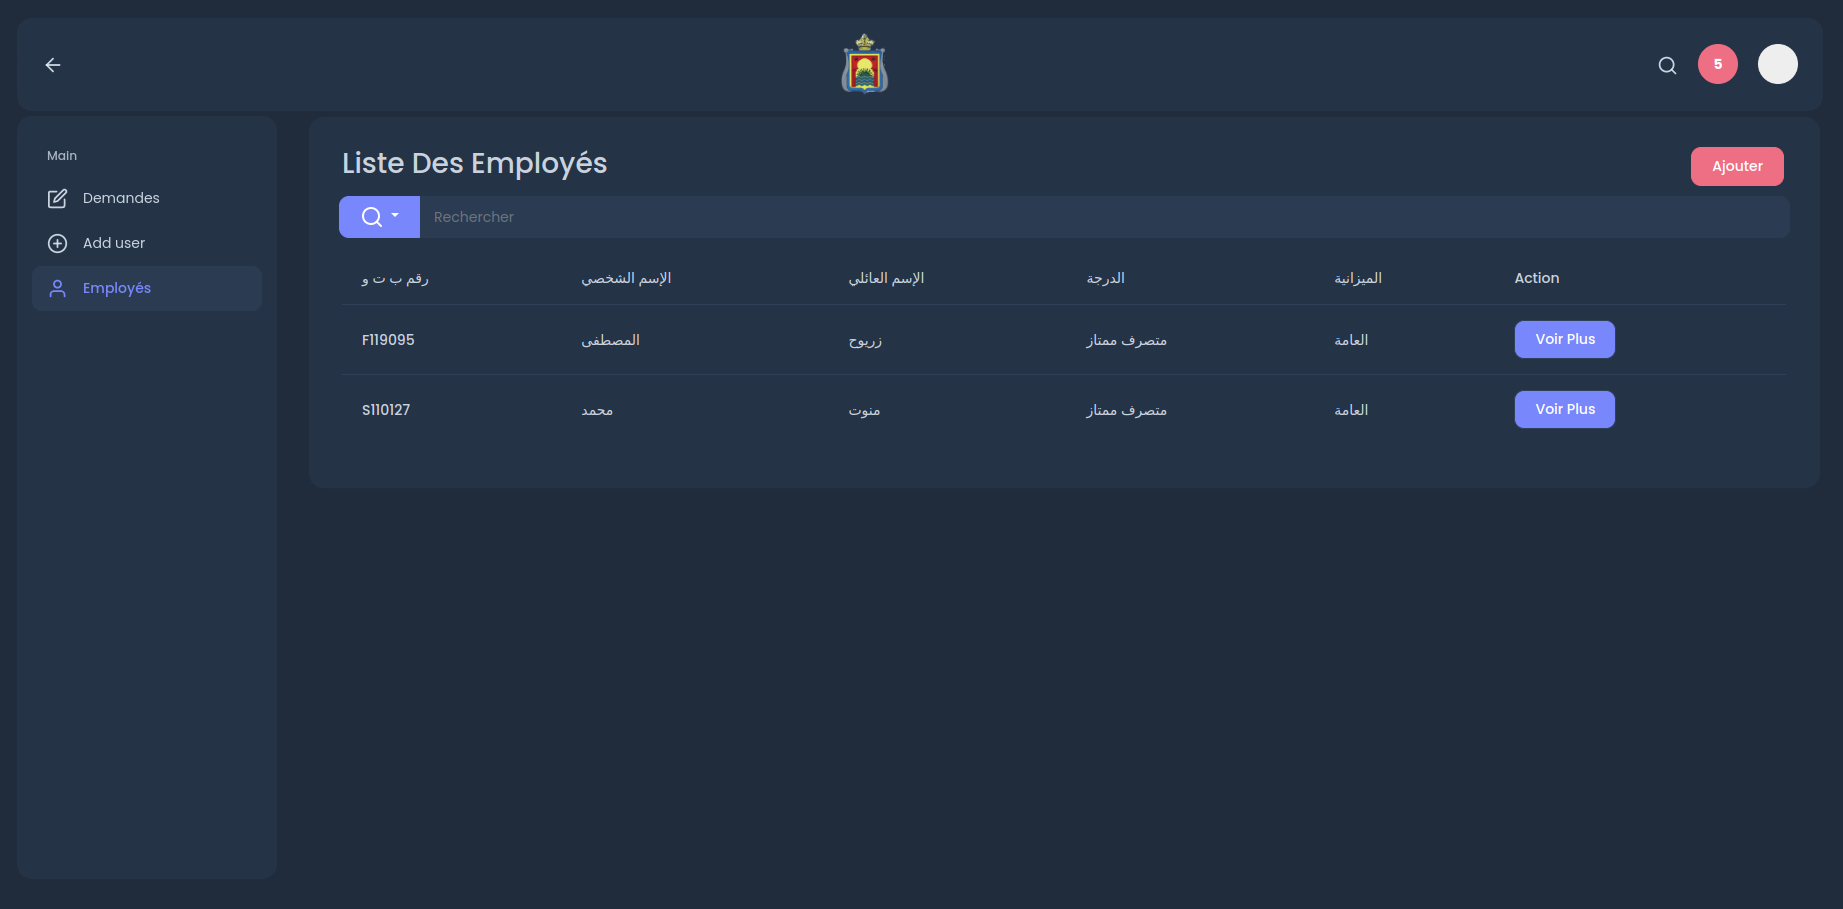 5
Main
Demandes
Add user
Employés
Liste Des Employés
Ajouter
Rechercher
رقم ب ت و	الإسم الشخصي	الإسم العائلي	الدرجة	الميزانية	Action
F119095	المصطفى	زريوح	متصرف ممتاز	العامة	Voir Plus
S110127	محمد	منوت	متصرف ممتاز	العامة	Voir Plus